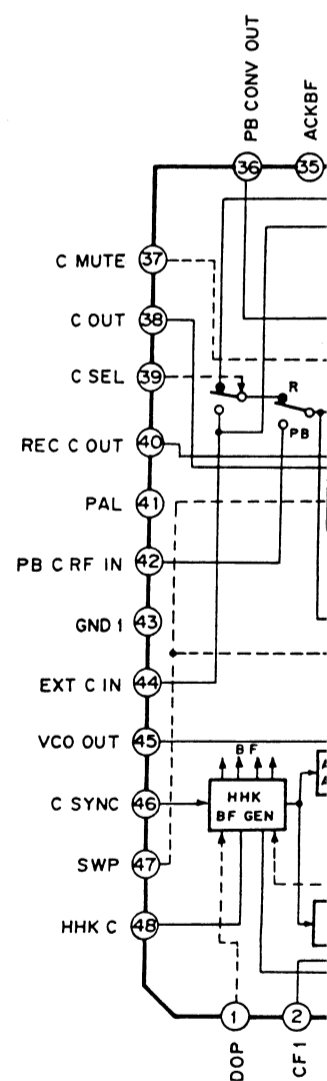 PB CONV OUT
ACKBF
36
35
C MUTE 37
C OUT 38
C SEL 39
R
REC C OUT 40
PB
PAL 41
PB C RF IN 42
GND 1 43
EXT C IN 44
VCO OUT 45
BF
C SYNC 46
HHK
BF GEN
A
A
SWP 47
HHK C 48
1
2
DOP
CF1